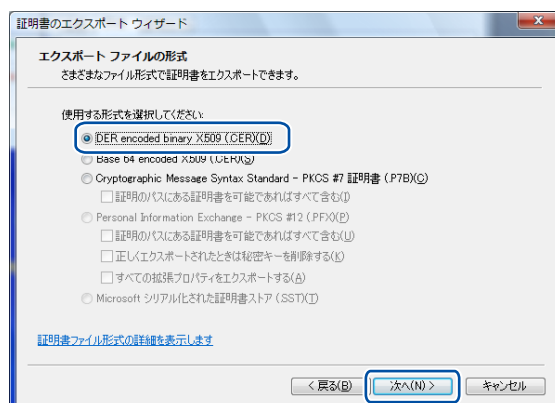 証明書のエクスポート ウィザード
エクスポート ファイルの形式
さまざまなファイル形式で証明書をエクスポートできます。
使用する形式を選択してください:
DER encoded binary X.509 (.CER)(D)
Base 64 encoded X.509 (.CER)(S)
Cryptographic Message Syntax Standard - PKCS #7 証明書 (.P7B)(C)
証明のパスにある証明書を可能であればすべて含む(I)
Personal Information Exchange - PKCS #12 (.PFX)(P)
証明のパスにある証明書を可能であればすべて含む(U)
正しくエクスポートされたときは秘密キーを削除する(K)
すべての拡張プロパティをエクスポートする(A)
Microsoft シリアル化された証明書ストア (.SST)(T)
証明書ファイル形式の詳細を表示します
< 戻る(B) 次へ(N) > キャンセル